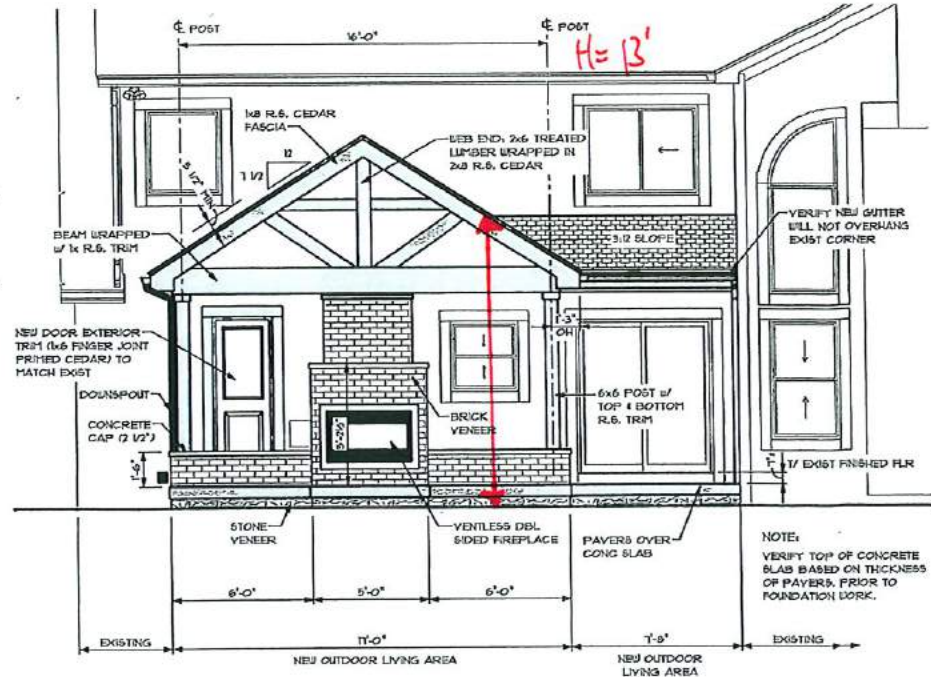 ℄ POST
℄ POST
16'-0"
H= 13'
1x8 R.S. CEDAR
FASCIA
12
7 1/2
5 1/2" MIN.
WEB END: 2x6 TREATED
LUMBER WRAPPED IN
2x8 R.S. CEDAR
BEAM WRAPPED
W/ 1x R.S. TRIM
3:12 SLOPE
VERIFY NEW GUTTER
WILL NOT OVERHANG
EXIST CORNER
NEW DOOR EXTERIOR
TRIM (1x6 FINGER JOINT
PRIMED CEDAR) TO
MATCH EXIST
1'-3"
OH
DOWNSPOUT
CONCRETE
CAP (2 1/2")
BRICK
VENEER
6x6 POST W/
TOP & BOTTOM
R.S. TRIM
1'-6"
T/ EXIST FINISHED FLR
STONE
VENEER
VENTLESS DBL
SIDED FIREPLACE
PAVERS OVER
CONC SLAB
NOTE:
VERIFY TOP OF CONCRETE
SLAB BASED ON THICKNESS
OF PAVERS, PRIOR TO
FOUNDATION WORK.
6'-0"
5'-0"
6'-0"
EXISTING
17'-0"
EXISTING
NEW OUTDOOR LIVING AREA
NEW OUTDOOR
LIVING AREA